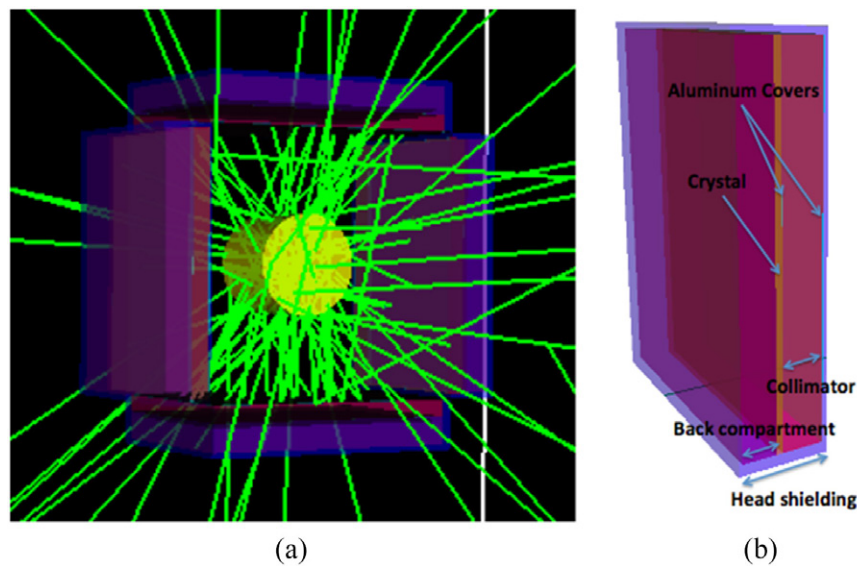 Aluminum Covers
Crystal
Collimator
Back compartment
Head shielding
(a)
(b)